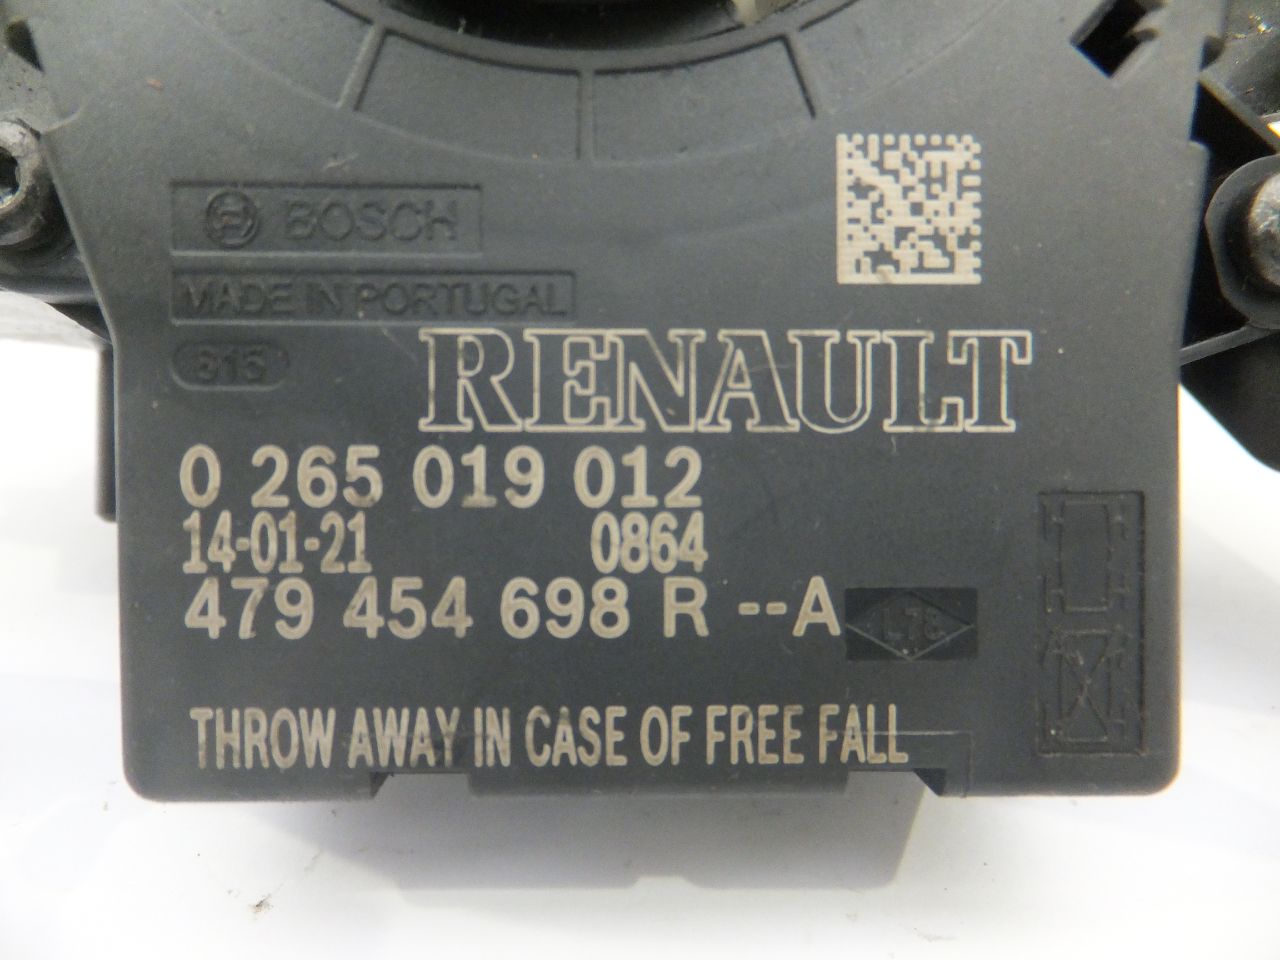 BOSCH
MADE IN PORTUGAL
615
RENAULT
0 265 019 012
14-01-21 0864
479 454 698 R --A
THROW AWAY IN CASE OF FREE FALL